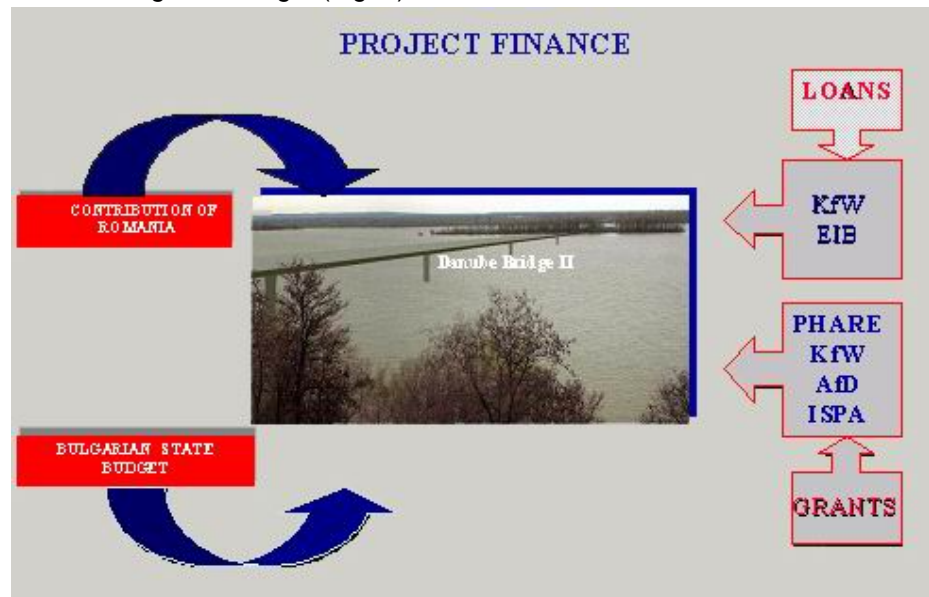 PROJECT FINANCE
LOANS
CONTRIBUTION OF
ROMANIA
KfW
EIB
Danube Bridge II
PHARE
KfW
AfD
ISPA
BULGARIAN STATE
BUDGET
GRANTS